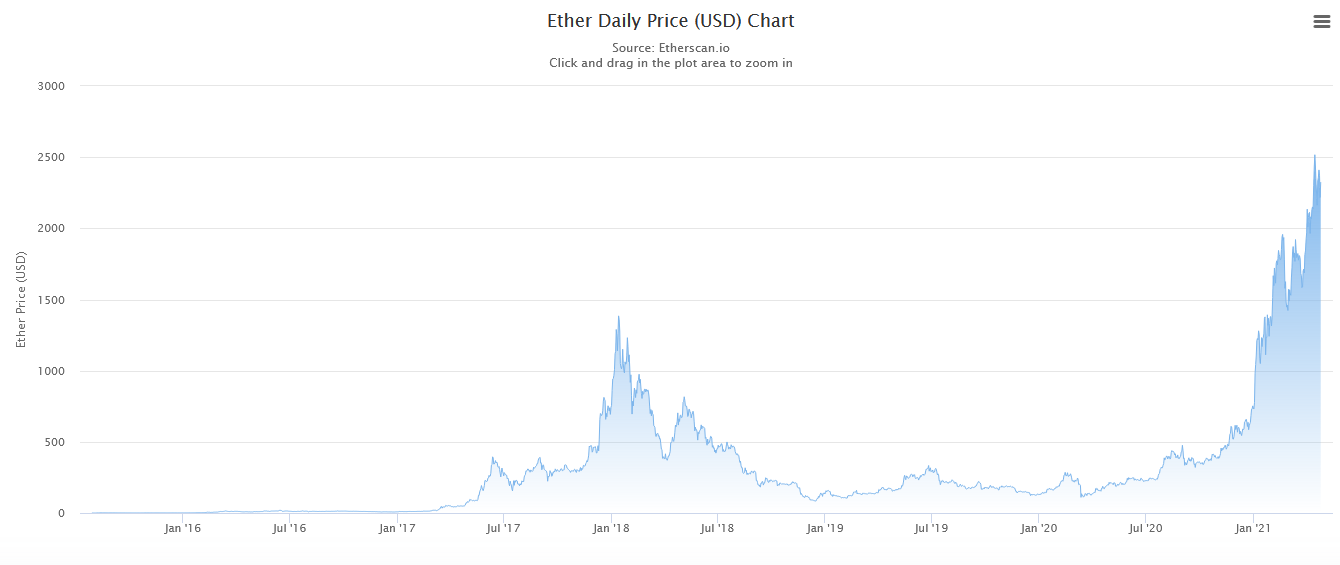 Ether Daily Price (USD) Chart
Source: Etherscan.io
Click and drag in the plot area to zoom in
Ether Price (USD)
3000
2500
2000
1500
1000
500
0
Jan '16 Jul '16 Jan '17 Jul '17 Jan '18 Jul '18 Jan '19 Jul '19 Jan '20 Jul '20 Jan '21